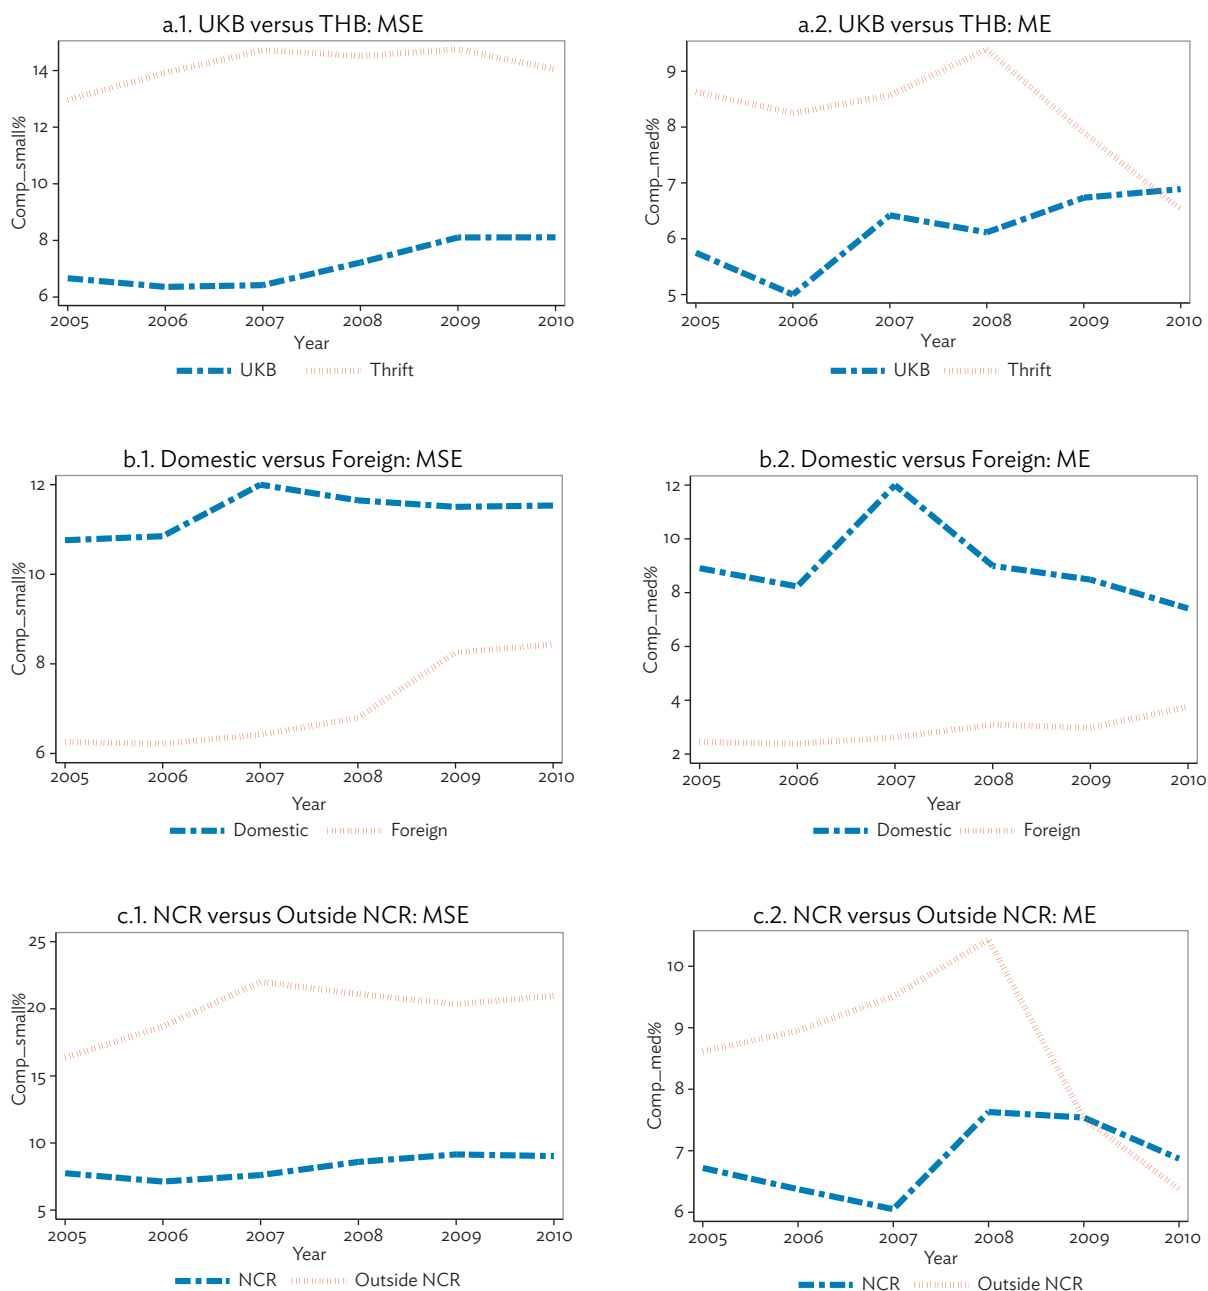 a.1. UKB versus THB: MSE
Comp_small%
14
12
10
8
6
2005 2006 2007 2008 2009 2010
Year
UKB Thrift
a.2. UKB versus THB: ME
Comp_med%
9
8
7
6
5
2005 2006 2007 2008 2009 2010
Year
UKB Thrift
b.1. Domestic versus Foreign: MSE
Comp_small%
12
10
8
6
2005 2006 2007 2008 2009 2010
Year
Domestic Foreign
b.2. Domestic versus Foreign: ME
Comp_med%
12
10
8
6
4
2
2005 2006 2007 2008 2009 2010
Year
Domestic Foreign
c.1. NCR versus Outside NCR: MSE
Comp_small%
25
20
15
10
5
2005 2006 2007 2008 2009 2010
Year
NCR Outside NCR
c.2. NCR versus Outside NCR: ME
Comp_med%
10
9
8
7
6
2005 2006 2007 2008 2009 2010
Year
NCR Outside NCR